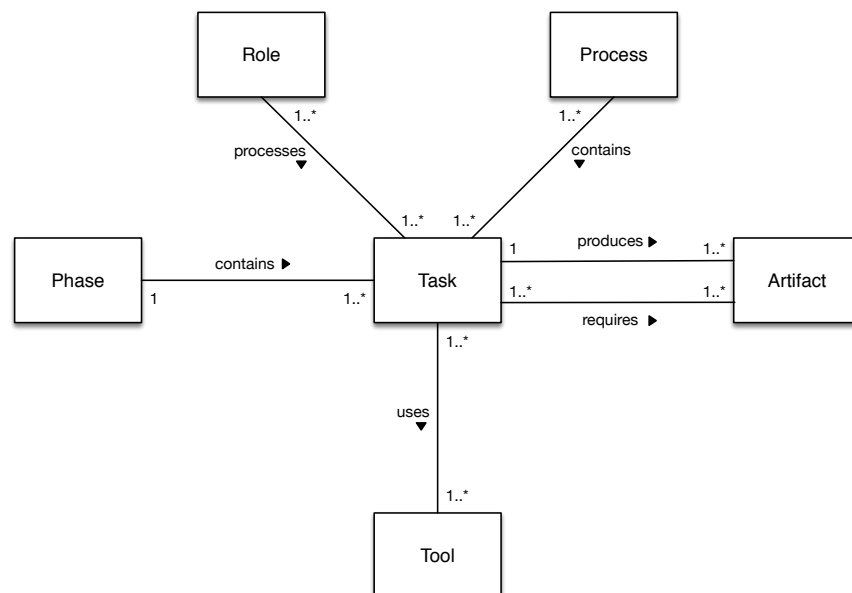 Role
Process
1..*
1..*
processes
contains
1..*
1..*
Phase
contains
1
1..*
Task
1
produces
1..*
1..*
requires
1..*
Artifact
1..*
uses
1..*
Tool